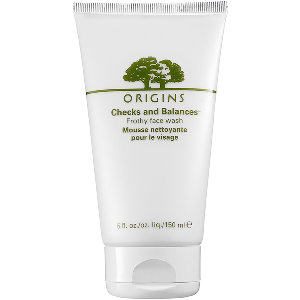 ORIGINS
Checks and Balances™
Frothy face wash
Mousse nettoyante
pour le visage
5 fl. oz./oz. liq./150 ml ℮